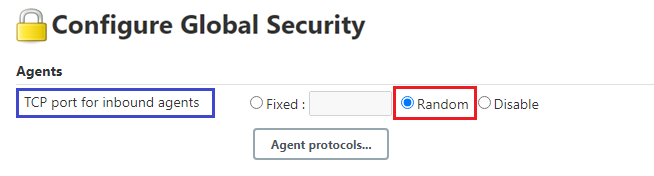 Configure Global Security
Agents
TCP port for inbound agents Fixed : Random Disable
Agent protocols...